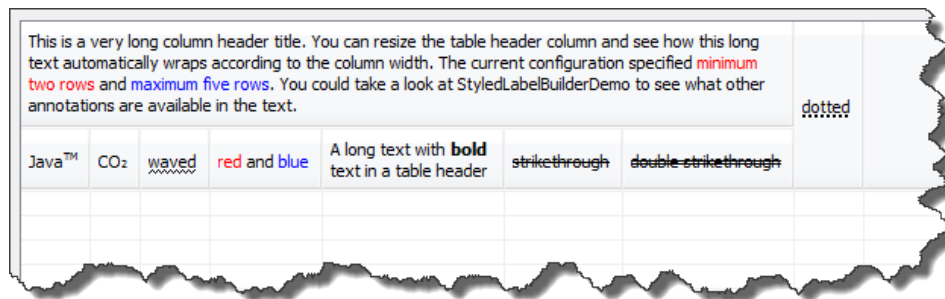 This is a very long column header title. You can resize the table header column and see how this long
text automatically wraps according to the column width. The current configuration specified minimum
two rows and maximum five rows. You could take a look at StyledLabelBuilderDemo to see what other
annotations are available in the text.
dotted
Java™
CO₂
waved
red and blue
A long text with bold
text in a table header
strikethrough
double strikethrough